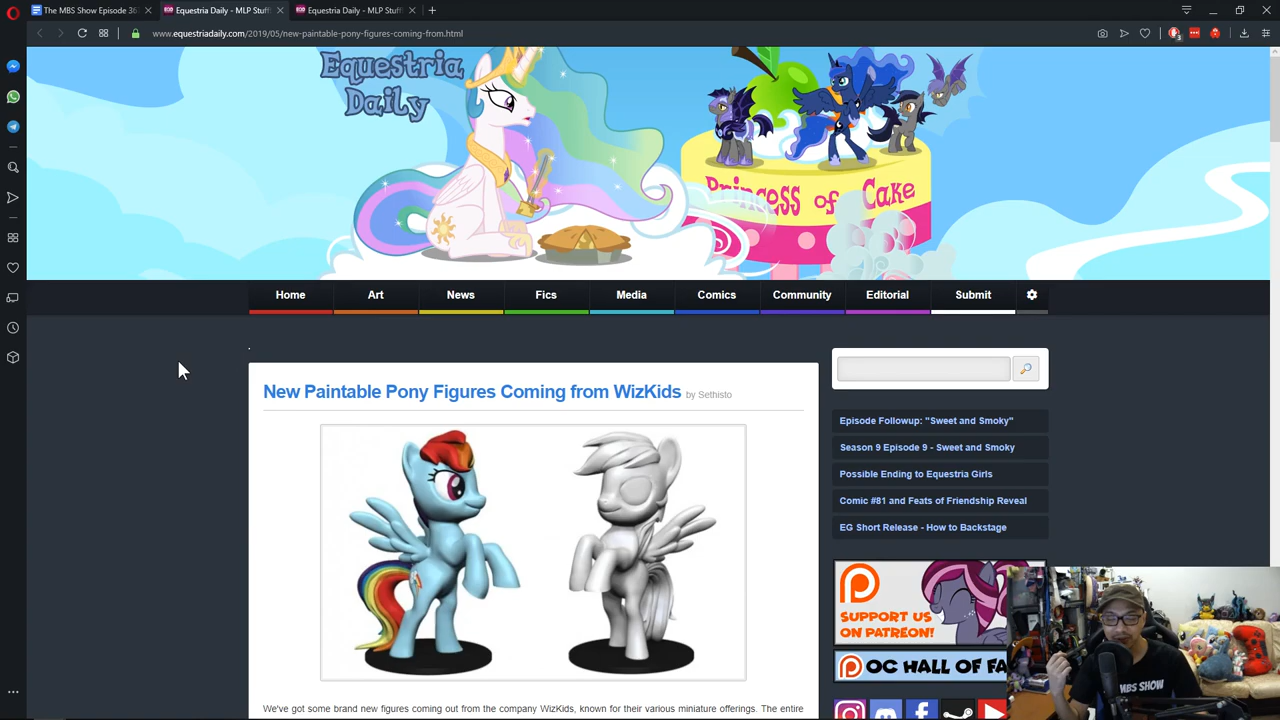 The MBS Show Episode 36
Equestria Daily - MLP Stuff!
Equestria Daily - MLP Stuff!
www.equestriadaily.com/2019/05/new-paintable-pony-figures-coming-from.html
3
Equestria
Daily
Princess of Cake
Home
Art
News
Fics
Media
Comics
Community
Editorial
Submit
New Paintable Pony Figures Coming from WizKids by Sethisto
Episode Followup: "Sweet and Smoky"
Season 9 Episode 9 - Sweet and Smoky
Possible Ending to Equestria Girls
Comic #81 and Feats of Friendship Reveal
EG Short Release - How to Backstage
SUPPORT US
ON PATREON!
OC HALL OF FA
MBS SHOW
We've got some brand new figures coming out from the company WizKids, known for their various miniature offerings. The entire